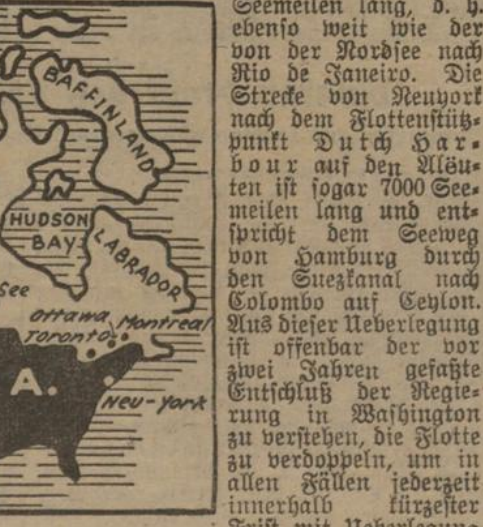 BAFFINLAND
HUDSON
BAY
LABRADOR
See
Ottawa
Montreal
Toronto
A.
Neu-York
Seemeilen lang, d. h.
ebenso weit wie der
von der Nordsee nach
Rio de Janeiro. Die
Strecke von Neuyork
nach dem Flottenstütz-
punkt Dutch Har-
bour auf den Alëu-
ten ist sogar 7000 See-
meilen lang und ent-
spricht dem Seeweg
von Hamburg durch
den Suezkanal nach
Colombo auf Ceylon.
Aus dieser Ueberlegung
ist offenbar der vor
zwei Jahren gefaßte
Entschluß der Regie-
rung in Washington
zu verstehen, die Flotte
zu verdoppeln, um in
allen Fällen jederzeit
innerhalb kürzester
Frist mit Ueberlegung